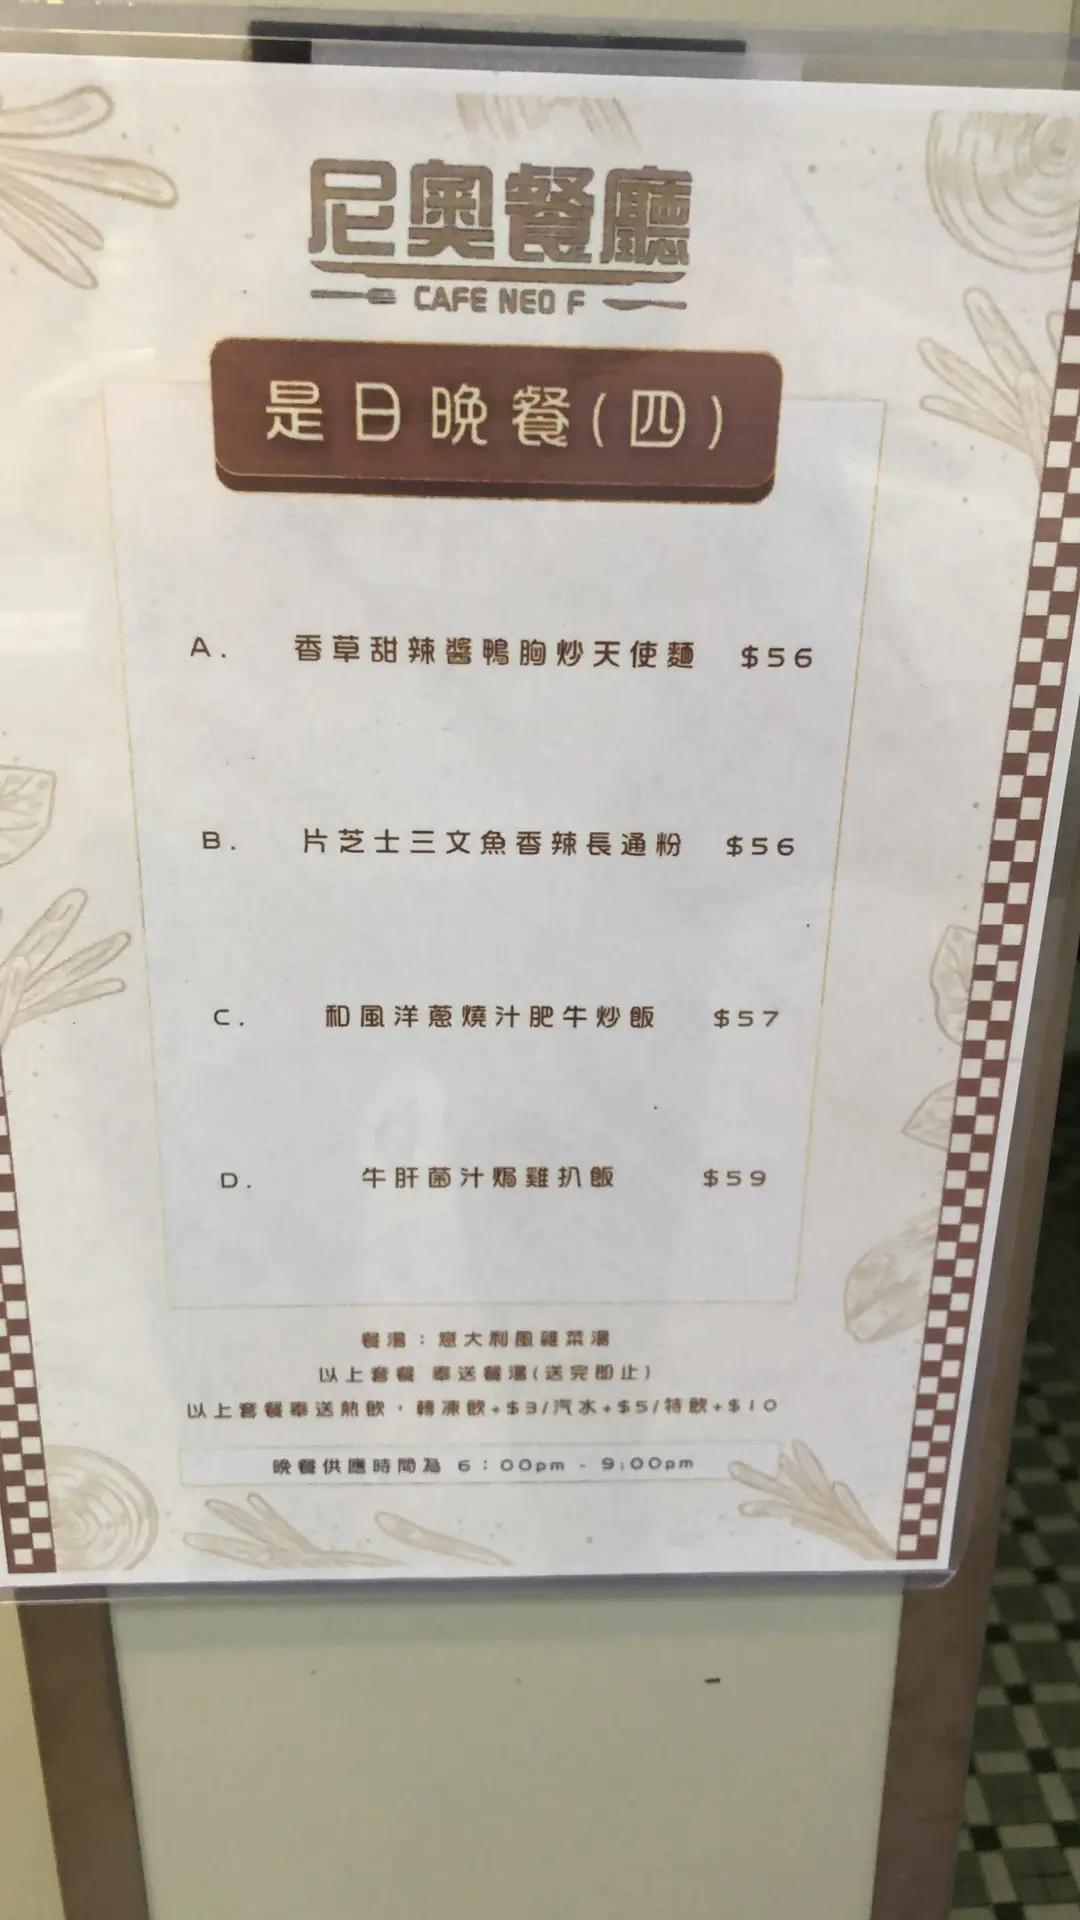 尼奧餐廳
CAFE NEO F
是日晚餐(四)
A. 香草甜辣醬鴨胸炒天使麵 $56
B. 片芝士三文魚香辣長通粉 $56
C. 和風洋蔥燒汁肥牛炒飯 $57
D. 牛肝菌汁焗雞扒飯 $59
餐湯：意大利風雜菜湯
以上套餐 奉送餐湯(送完即止)
以上套餐奉送熱飲，轉凍飲+$3/汽水+$5/特飲+$10
晚餐供應時間為 6：00pm - 9:00pm